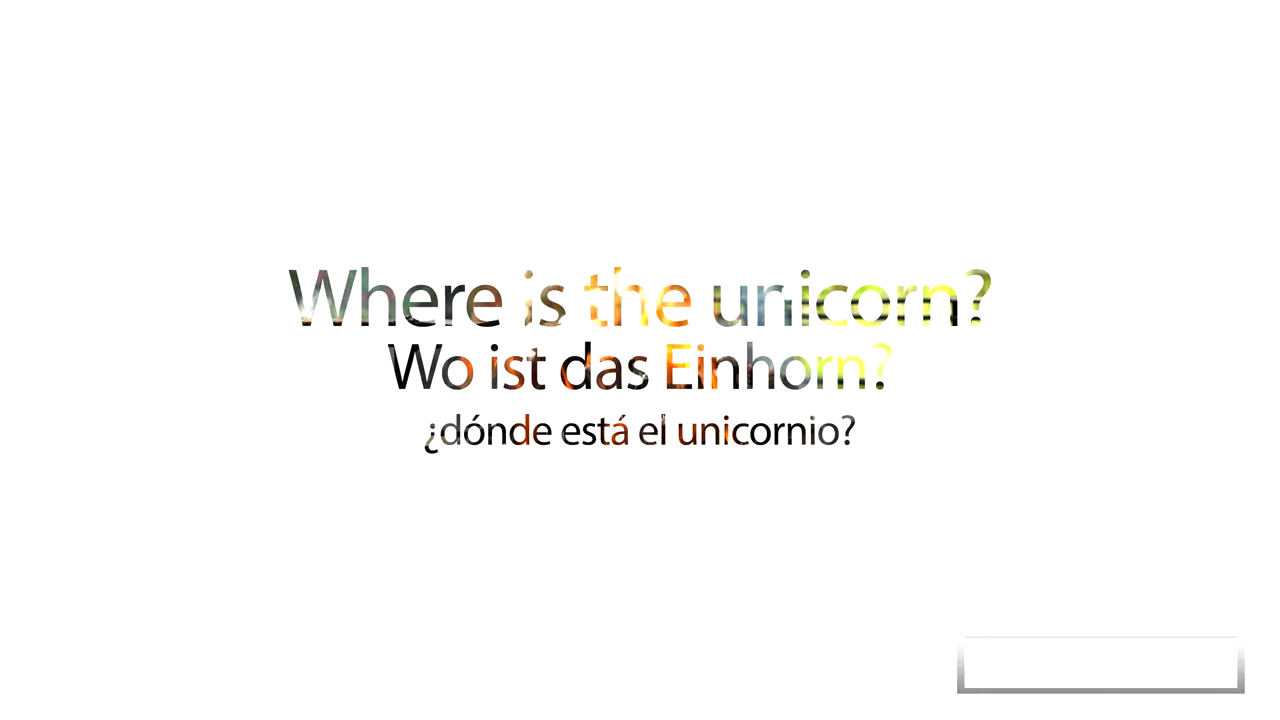 Where is the unicorn?
Wo ist das Einhorn?
¿dónde está el unicornio?